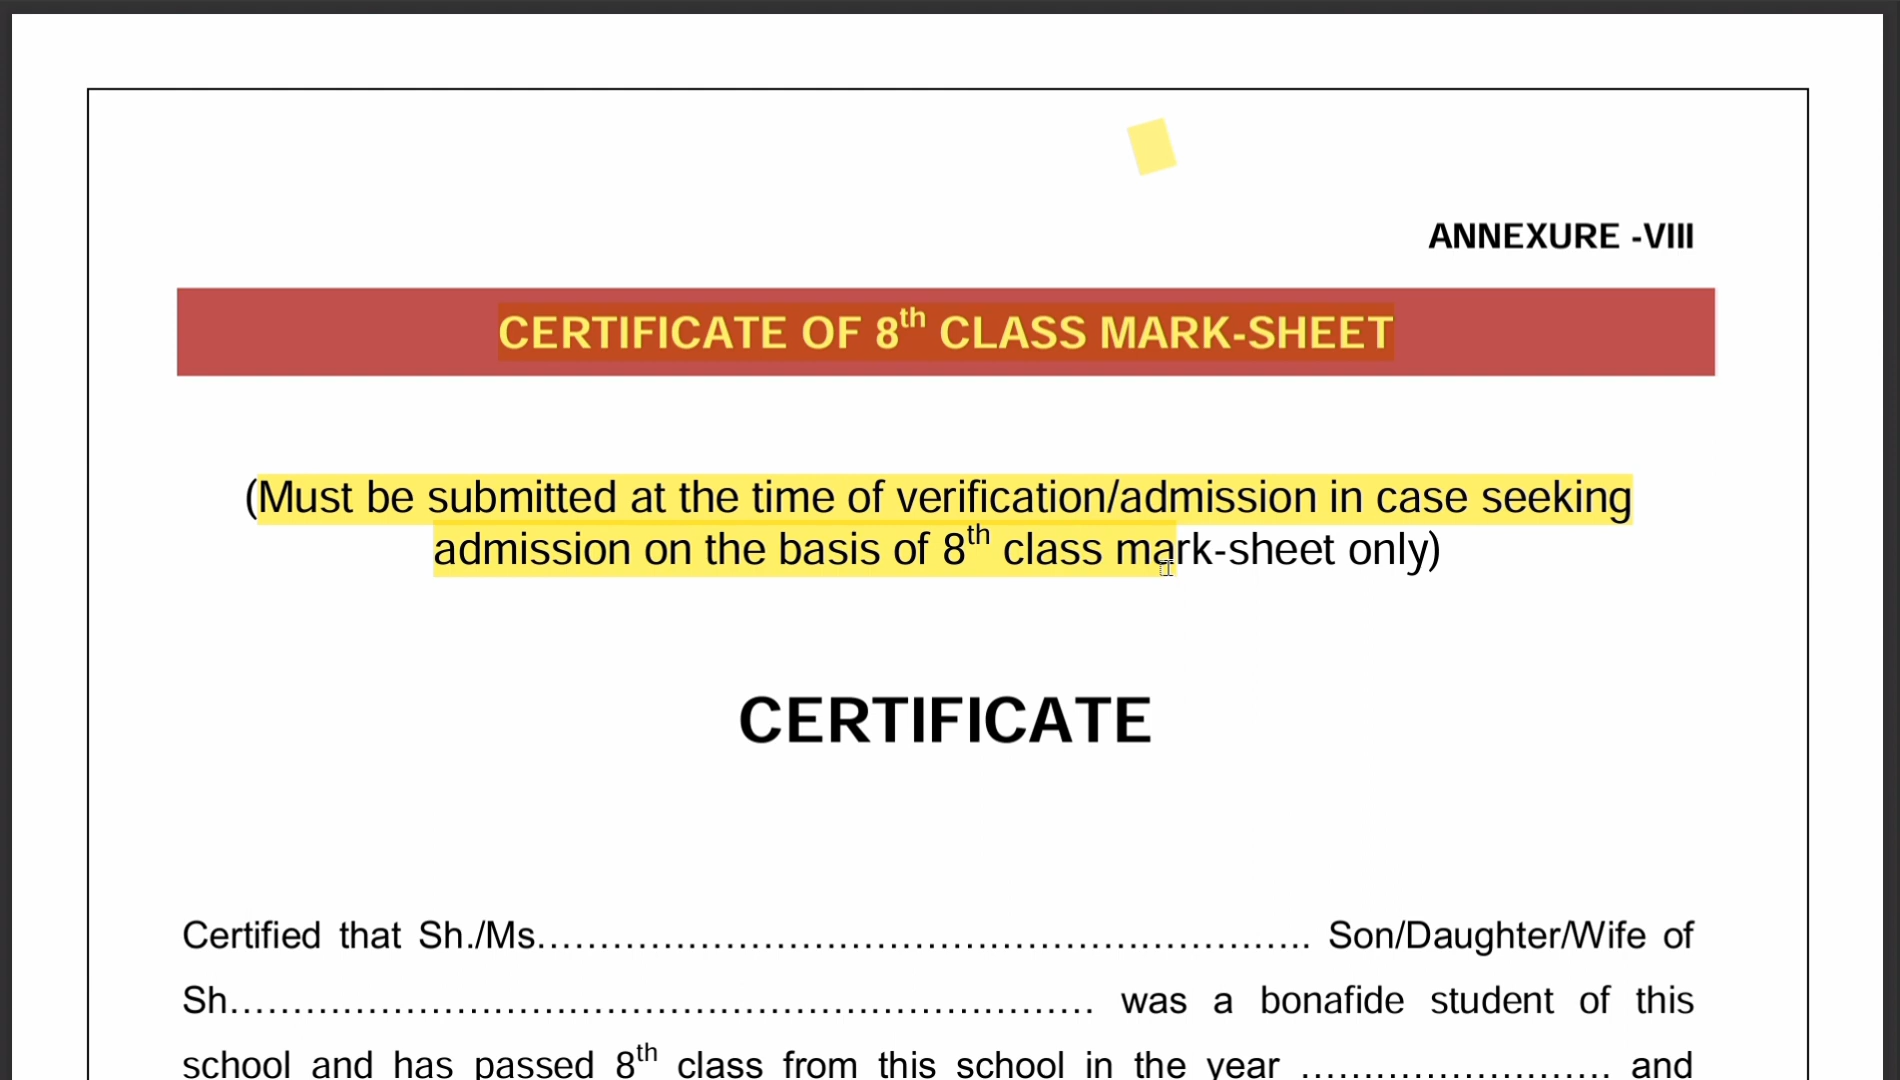 ANNEXURE -VIII
CERTIFICATE OF 8th CLASS MARK-SHEET
(Must be submitted at the time of verification/admission in case seeking
admission on the basis of 8th class mark-sheet only)
CERTIFICATE
Certified that Sh./Ms................................................................ Son/Daughter/Wife of
Sh....................................................................... was a bonafide student of this
school and has passed 8th class from this school in the year ......................... and